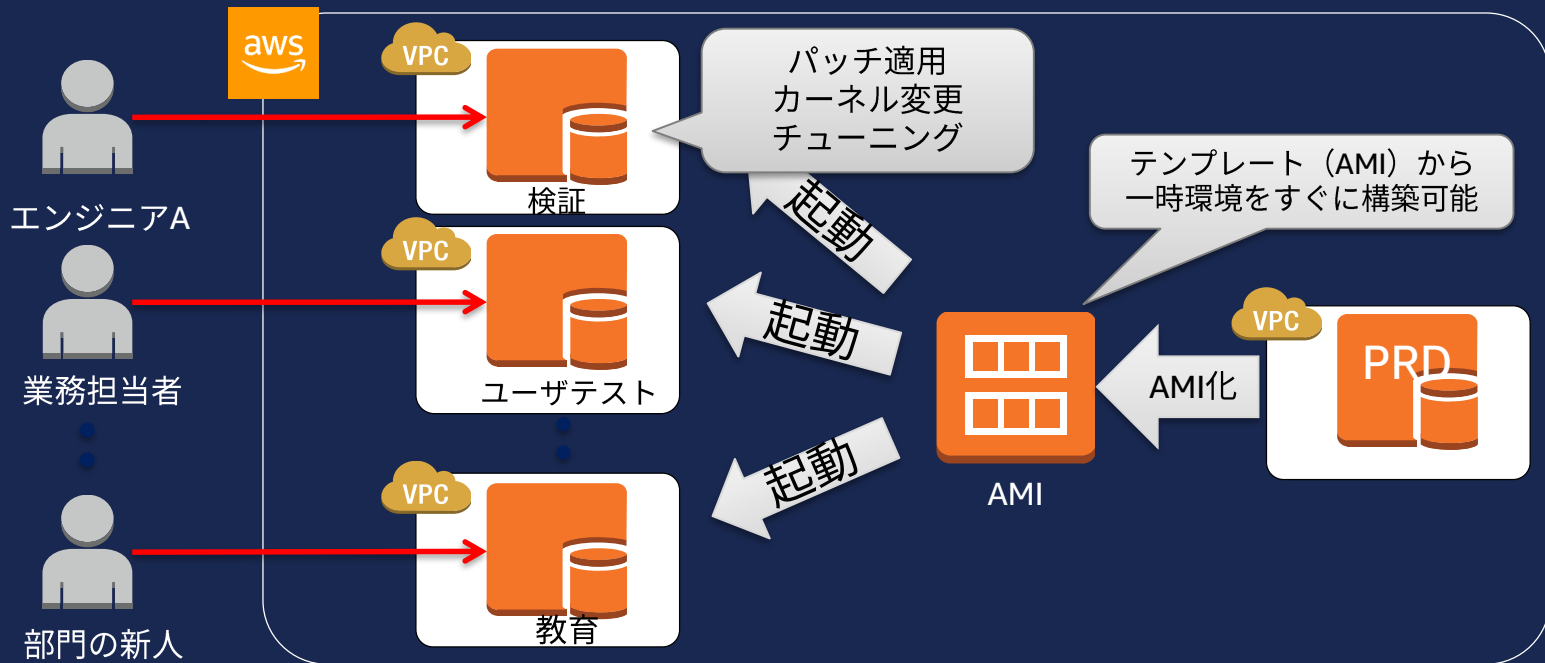 aws
VPC
パッチ適用
カーネル変更
チューニング
検証
エンジニアA
起動
テンプレート（AMI）から
一時環境をすぐに構築可能
VPC
ユーザテスト
業務担当者
起動
VPC
PRD
AMI化
AMI
起動
VPC
教育
部門の新人